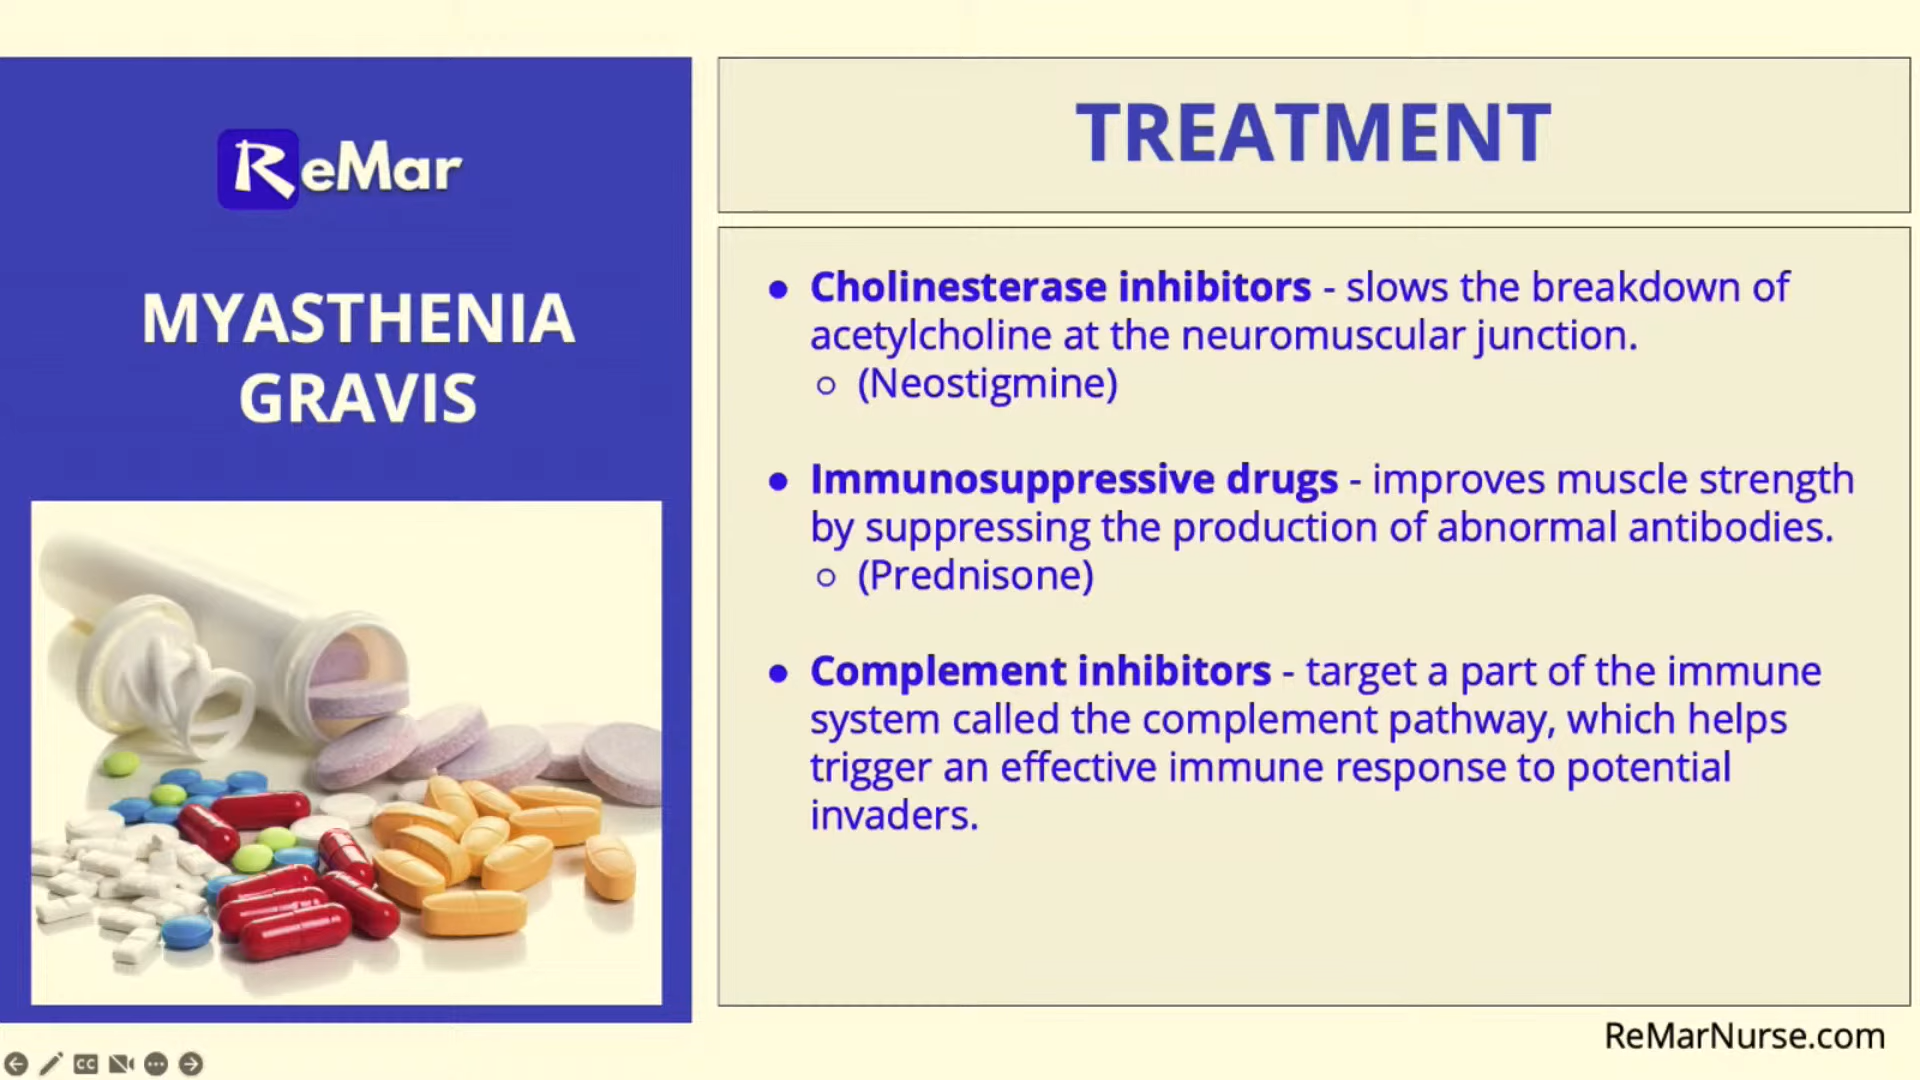 ReMar
MYASTHENIA
GRAVIS
TREATMENT
● Cholinesterase inhibitors - slows the breakdown of
acetylcholine at the neuromuscular junction.
○ (Neostigmine)
● Immunosuppressive drugs - improves muscle strength
by suppressing the production of abnormal antibodies.
○ (Prednisone)
● Complement inhibitors - target a part of the immune
system called the complement pathway, which helps
trigger an effective immune response to potential
invaders.
ReMarNurse.com
CC